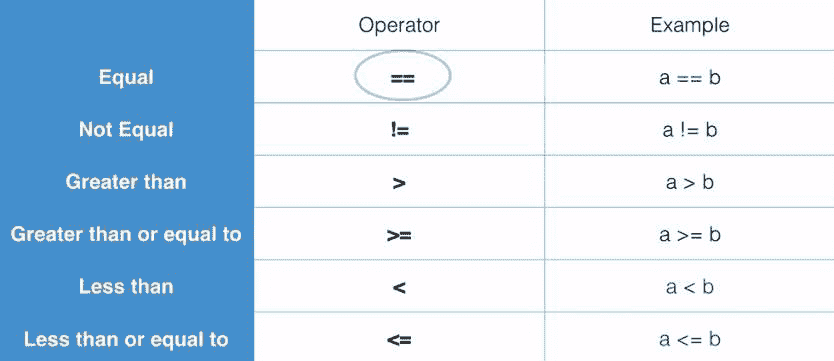 Operator Example
Equal == a == b
Not Equal != a != b
Greater than > a > b
Greater than or equal to >= a >= b
Less than < a < b
Less than or equal to <= a <= b